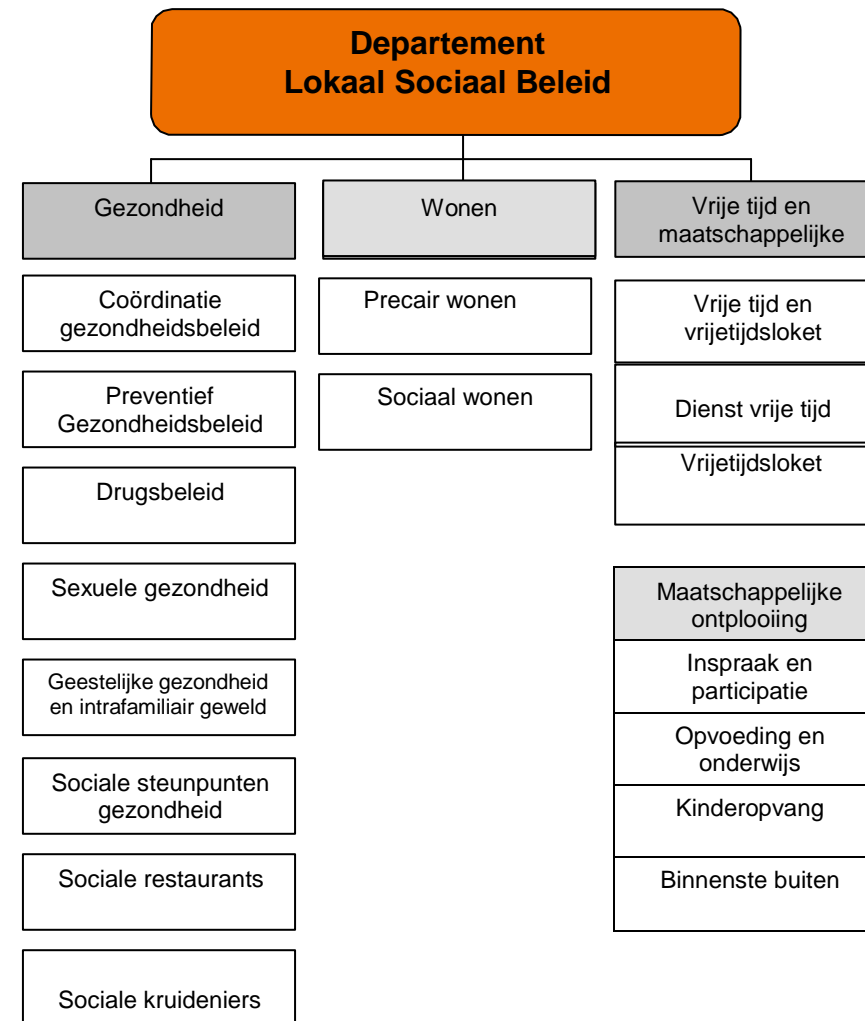 Departement
Lokaal Sociaal Beleid
Gezondheid
Coördinatie
gezondheidsbeleid
Preventief
Gezondheidsbeleid
Drugsbeleid
Sexuele gezondheid
Geestelijke gezondheid
en intrafamiliair geweld
Sociale steunpunten
gezondheid
Sociale restaurants
Sociale kruideniers
Wonen
Precair wonen
Sociaal wonen
Vrije tijd en
maatschappelijke
Vrije tijd en
vrijetijdsloket
Dienst vrije tijd
Vrijetijdsloket
Maatschappelijke
ontplooiing
Inspraak en
participatie
Opvoeding en
onderwijs
Kinderopvang
Binnenste buiten